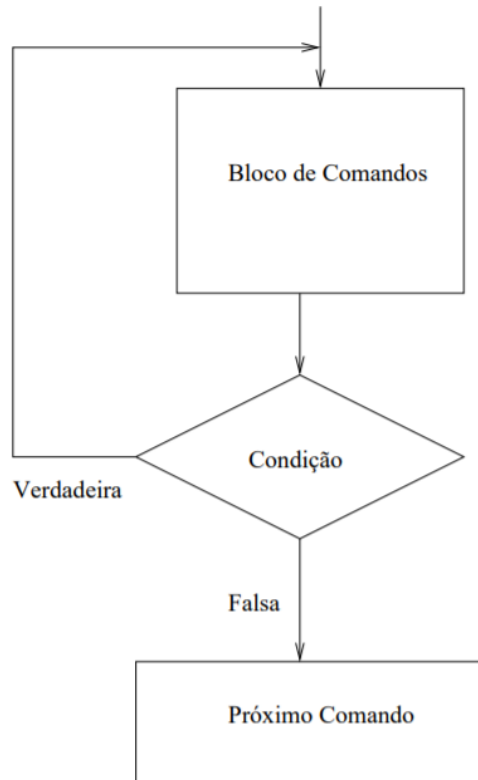 Bloco de Comandos
Condição
Verdadeira
Falsa
Próximo Comando